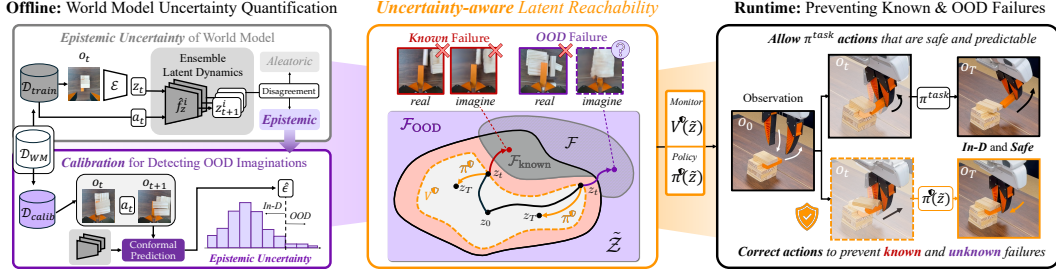 Offline: World Model Uncertainty Quantification
Epistemic Uncertainty of World Model
o_t
Ensemble
Latent Dynamics
Aleatoric
D_train
ℰ
z_t
f̂_z^i
z_{t+1}^i
Disagreement
a_t
Epistemic
D_WM
Calibration for Detecting OOD Imaginations
o_t
o_{t+1}
a_t
D_calib
ϵ̂
In-D
OOD
Conformal
Prediction
Epistemic Uncertainty
Uncertainty-aware Latent Reachability
Known Failure
OOD Failure
?
real
imagine
real
imagine
F_OOD
F
F_known
z_t
π
V
z_T
z_t
z_0
z_T
π
Z̃
Monitor
V(z̃)
Policy
π(z̃)
Runtime: Preventing Known & OOD Failures
Allow π^task actions that are safe and predictable
Observation
o_0
o_t
π^task
o_T
In-D and Safe
o_t
π(z̃)
o_T
Correct actions to prevent known and unknown failures